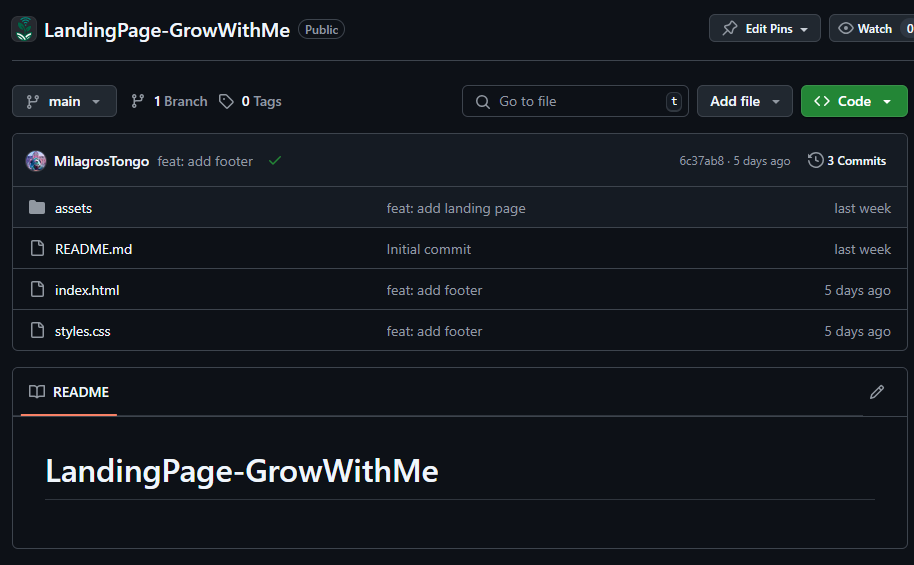 LandingPage-GrowWithMe Public Edit Pins Watch 0
main 1 Branch 0 Tags Go to file t Add file Code
MilagrosTongo feat: add footer 6c37ab8 · 5 days ago 3 Commits
assets feat: add landing page last week
README.md Initial commit last week
index.html feat: add footer 5 days ago
styles.css feat: add footer 5 days ago
README
LandingPage-GrowWithMe